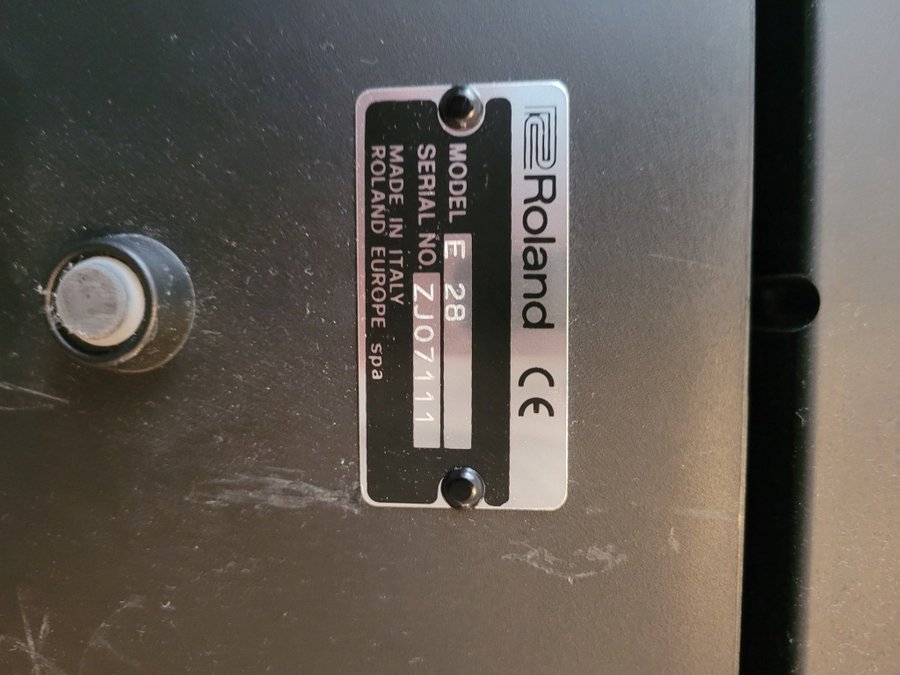 Roland CE
MODEL E 28
SERIAL NO. ZJ07111
MADE IN ITALY
ROLAND EUROPE spa